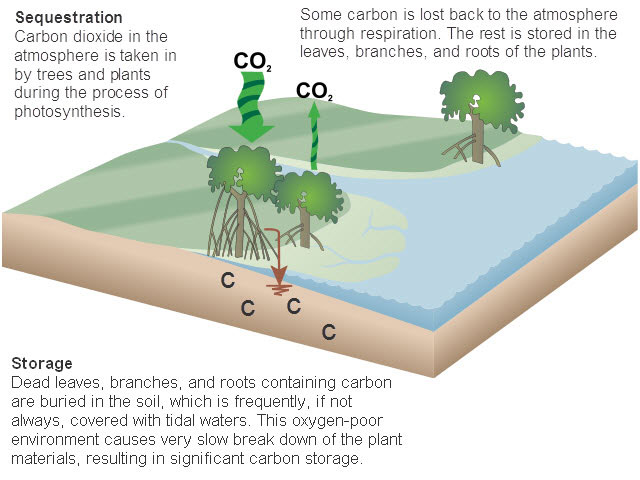 Sequestration
Carbon dioxide in the
atmosphere is taken in
by trees and plants
during the process of
photosynthesis.
Some carbon is lost back to the atmosphere
through respiration. The rest is stored in the
leaves, branches, and roots of the plants.
CO₂
CO₂
C
C
C
C
Storage
Dead leaves, branches, and roots containing carbon
are buried in the soil, which is frequently, if not
always, covered with tidal waters. This oxygen-poor
environment causes very slow break down of the plant
materials, resulting in significant carbon storage.